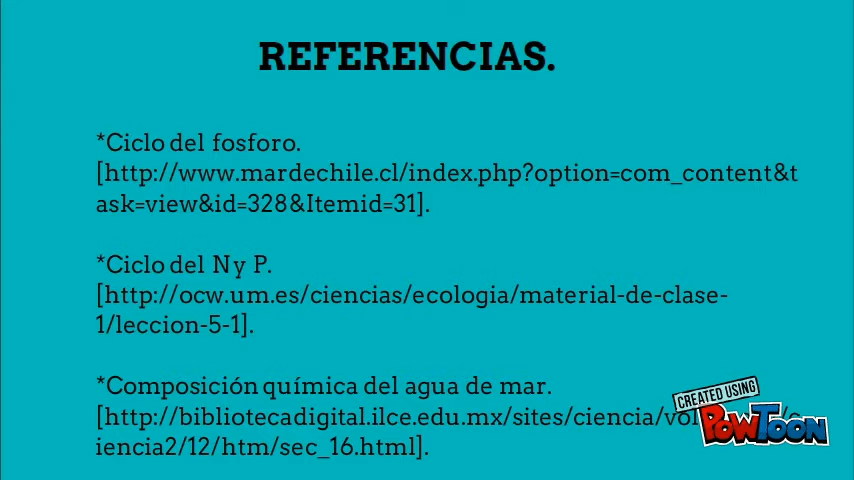 REFERENCIAS.
*Ciclo del fosforo.
[http://www.mardechile.cl/index.php?option=com_content&t
ask=view&id=328&Itemid=31].
*Ciclo del N y P.
[http://ocw.um.es/ciencias/ecologia/material-de-clase-
1/leccion-5-1].
*Composición química del agua de mar.
[http://bibliotecadigital.ilce.edu.mx/sites/ciencia/
iencia2/12/htm/sec_16.html].
CREATED USING
POWTOON